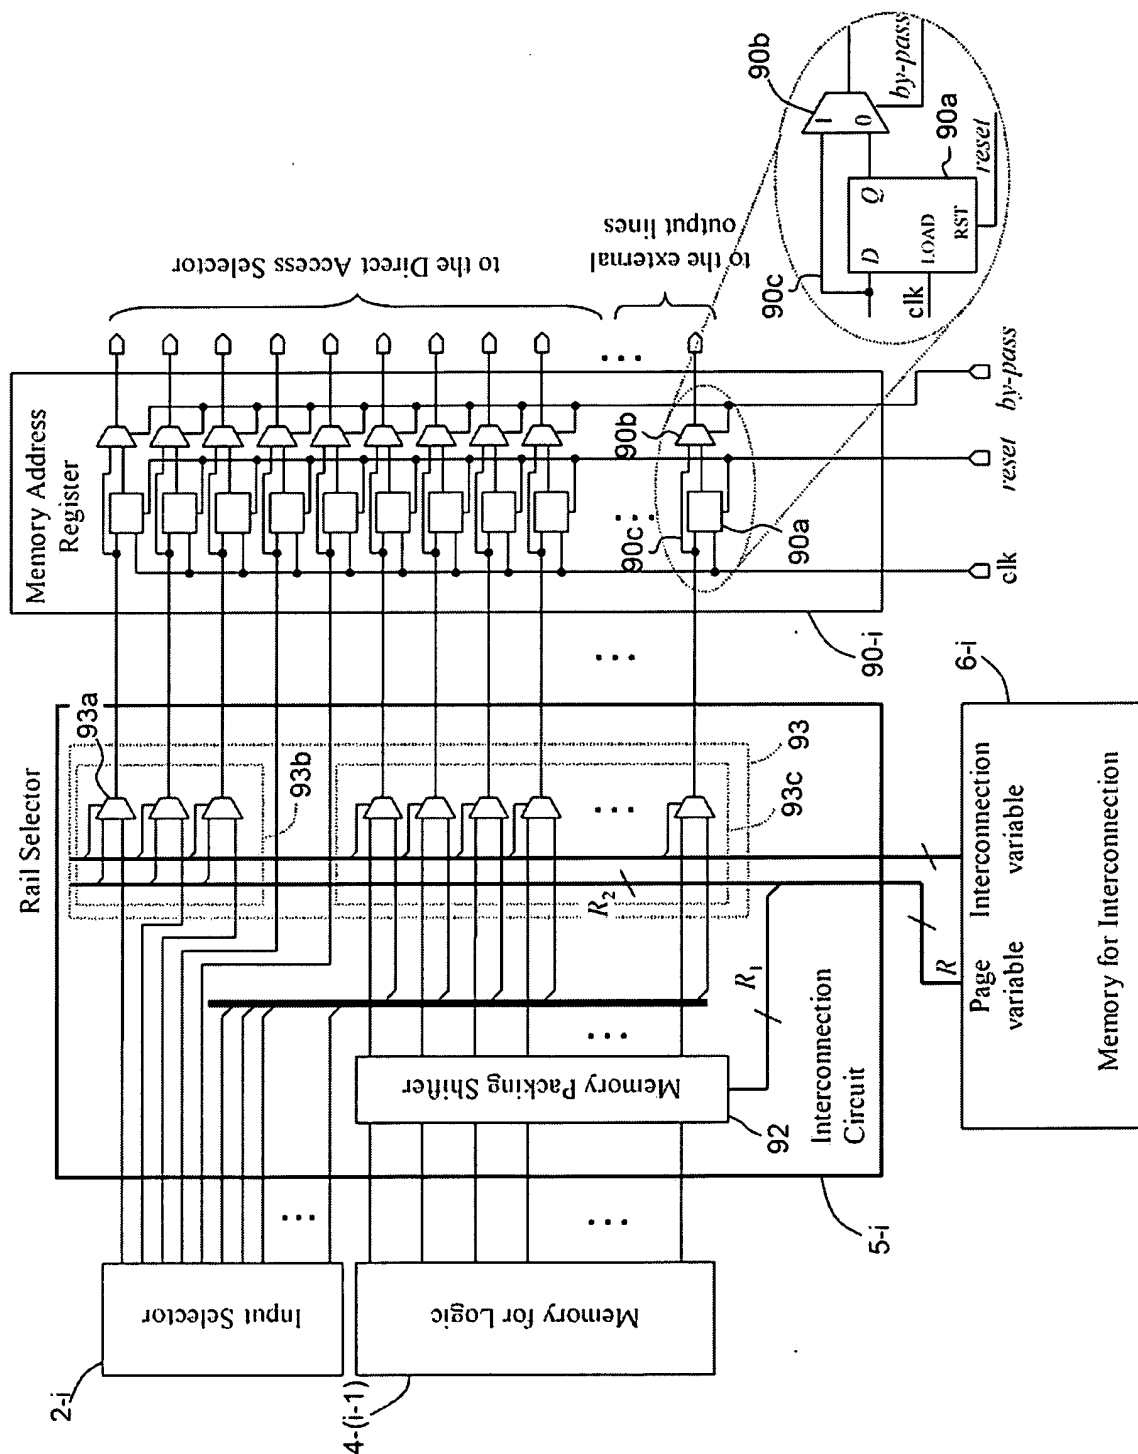 Memory Address
Register
to the Direct Access Selector
to the external
output lines
90b
90c
90a
clk
reset
by-pass
90-i
90b
90c
90a
1
0
D
Q
LOAD
RST
clk
reset
by-pass
Rail Selector
93a
93b
93
93c
R2
R1
Memory Packing Shifter
92
Interconnection
Circuit
5-i
6-i
R
Page
variable
Interconnection
variable
Memory for Interconnection
Input Selector
2-i
Memory for Logic
4-(i-1)